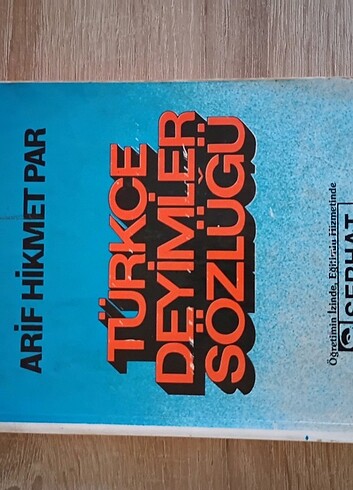 ARİF HİKMET PAR
TÜRKÇE
DEYİMLER
SÖZLÜĞÜ
Öğretimin İzinde, Eğitimin Hizmetinde
SERHAT